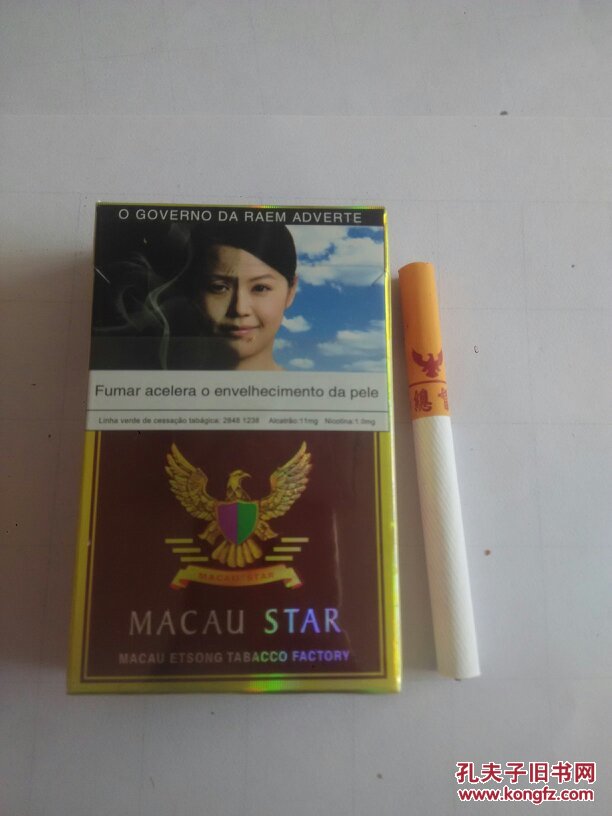 O GOVERNO DA RAEM ADVERTE
Fumar acelera o envelhecimento da pele
Linha verde de cessação tabágica: 2848 1238 Alcatrão:11mg Nicotina:1.0mg
MACAU STAR
MACAU STAR
MACAU ETSONG TABACCO FACTORY
總督
孔夫子旧书网
www.kongfz.com